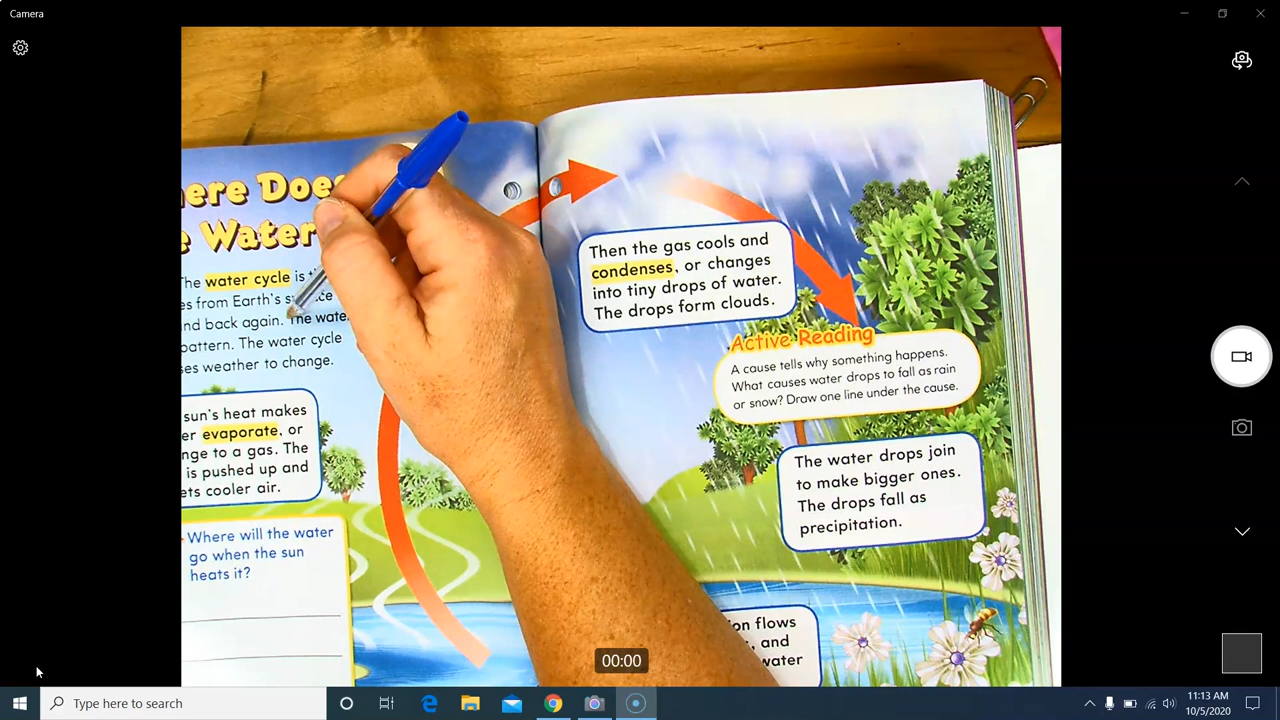 Camera
Water
The water cycle is
es from Earth's
nd back again. The
pattern. The water cycle
ses weather to change.
sun's heat makes
er evaporate, or
nge to a gas. The
is pushed up and
ets cooler air.
Where will the water
go when the sun
heats it?
Then the gas cools and
condenses, or changes
into tiny drops of water.
The drops form clouds.
Active Reading
A cause tells why something happens.
What causes water drops to fall as rain
or snow? Draw one line under the cause.
The water drops join
to make bigger ones.
The drops fall as
precipitation.
on flows
, and
water
00:00
Type here to search
11:13 AM
10/5/2020